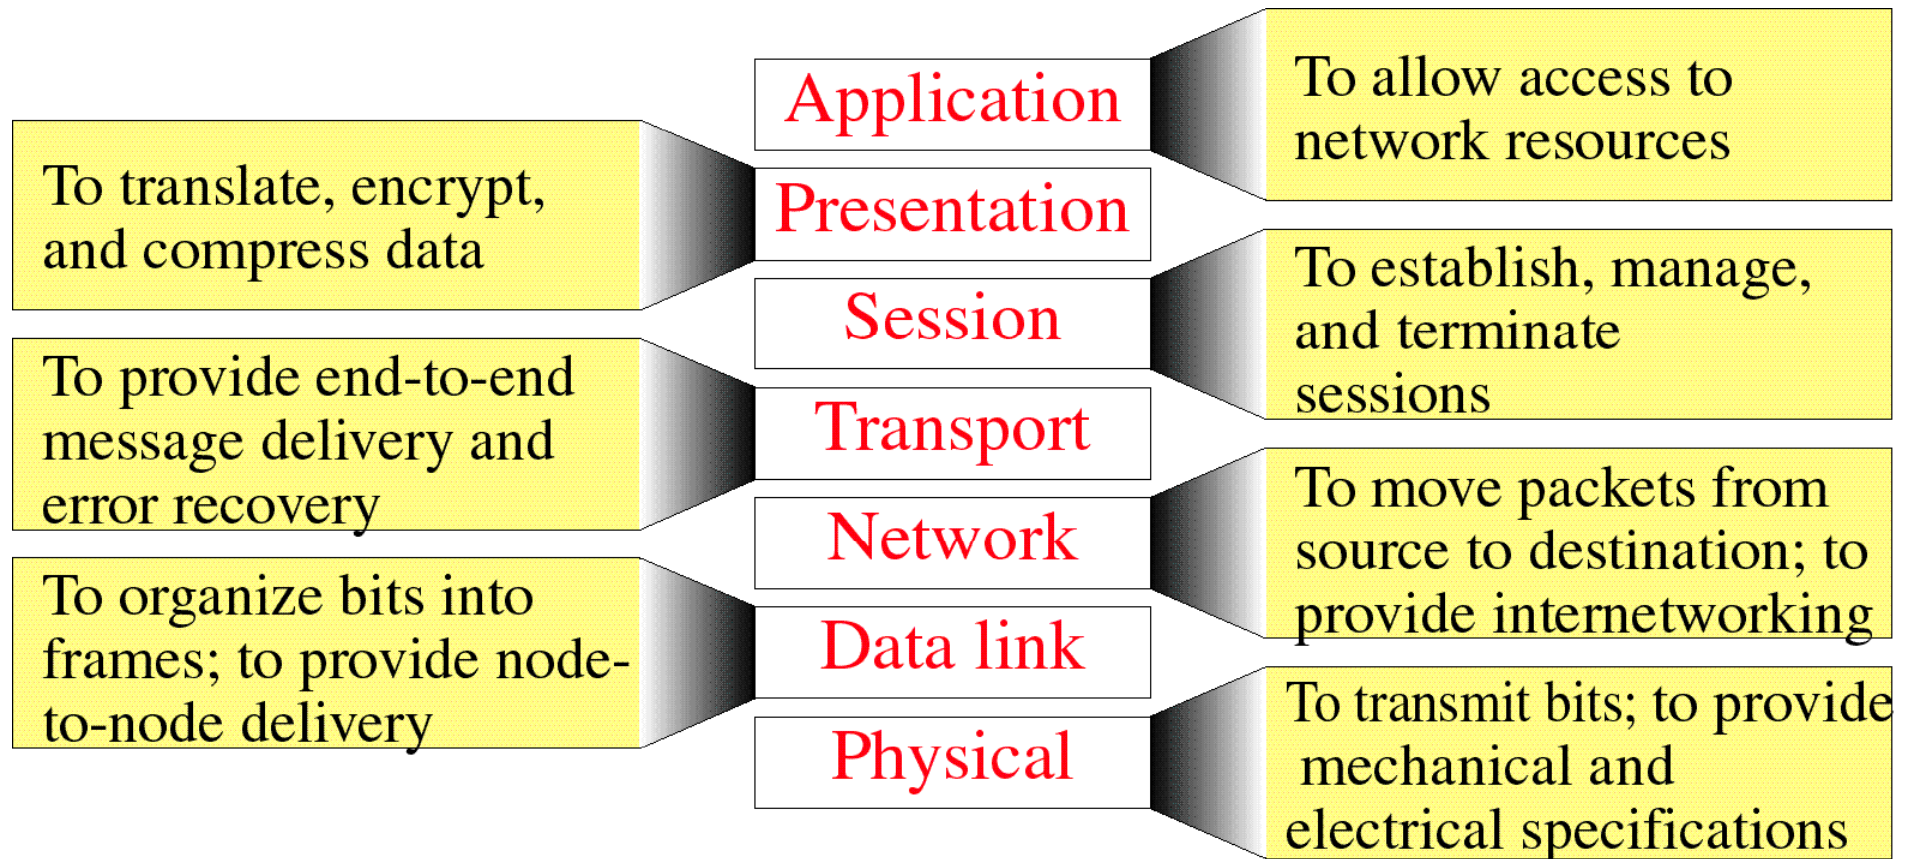 Application
To allow access to
network resources
To translate, encrypt,
and compress data
Presentation
Session
To establish, manage,
and terminate
sessions
To provide end-to-end
message delivery and
error recovery
Transport
Network
To move packets from
source to destination; to
provide internetworking
To organize bits into
frames; to provide node-
to-node delivery
Data link
Physical
To transmit bits; to provide
mechanical and
electrical specifications